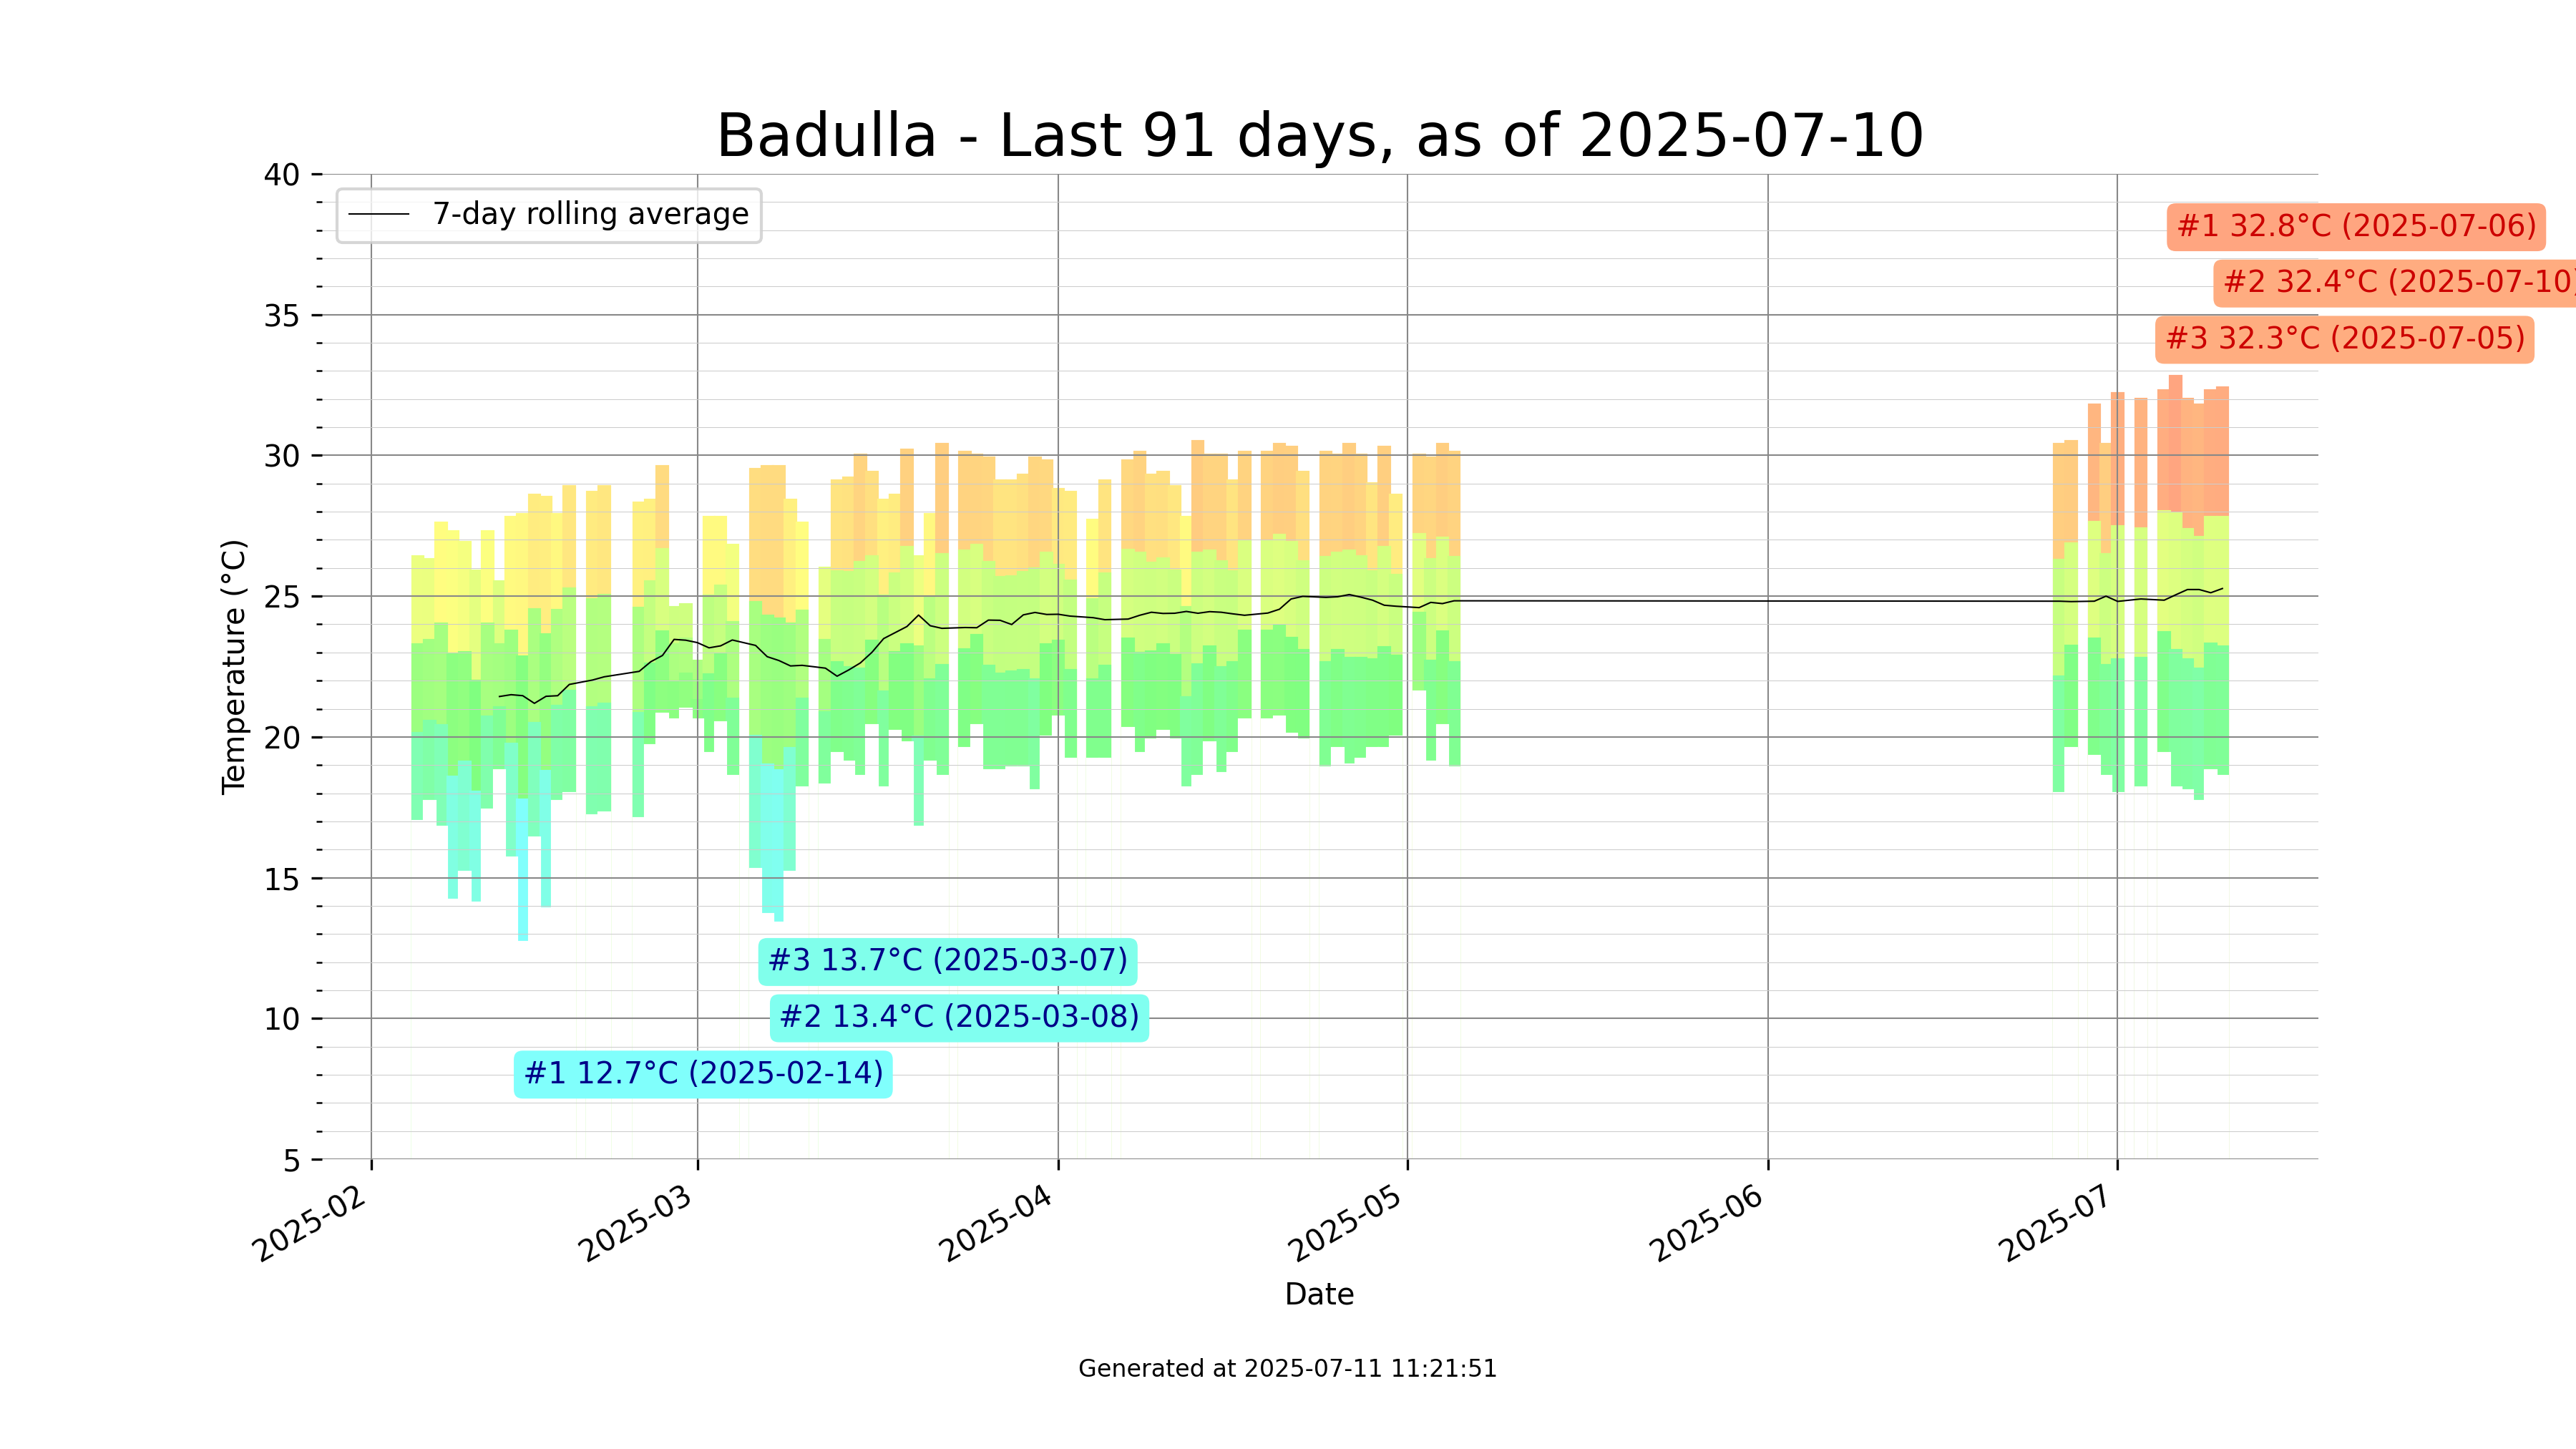 Badulla - Last 91 days, as of 2025-07-10
40
7-day rolling average
#1 32.8°C (2025-07-06)
#2 32.4°C (2025-07-10)
35
#3 32.3°C (2025-07-05)
30
25
Temperature (°C)
20
15
#3 13.7°C (2025-03-07)
10
#2 13.4°C (2025-03-08)
#1 12.7°C (2025-02-14)
5
2025-02
2025-03
2025-04
2025-05
2025-06
2025-07
Date
Generated at 2025-07-11 11:21:51